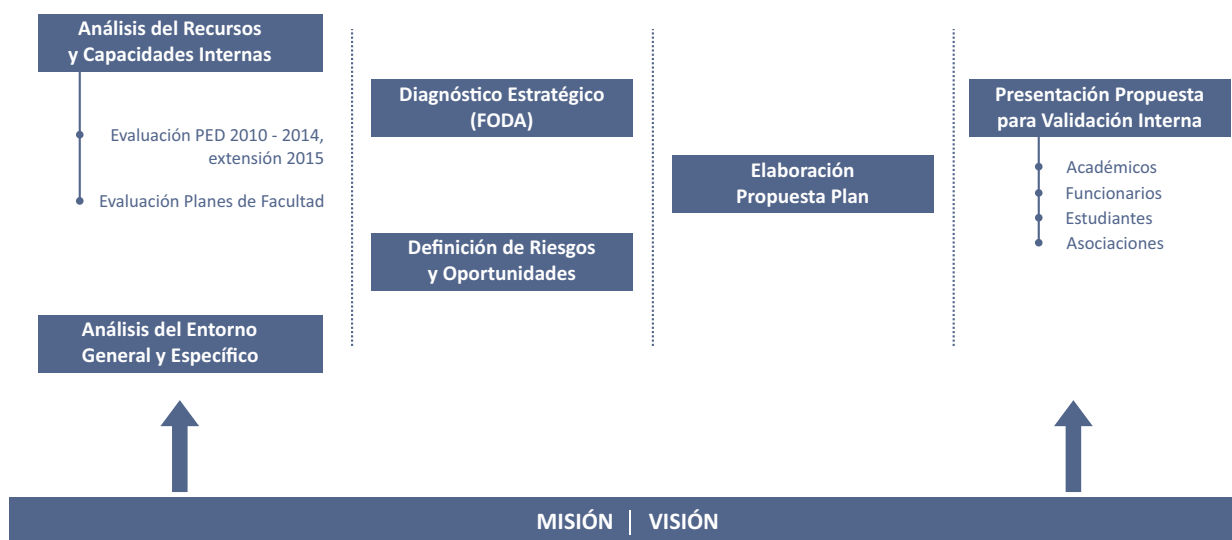 Análisis del Recursos
y Capacidades Internas
Evaluación PED 2010 - 2014,
extensión 2015
Evaluación Planes de Facultad
Análisis del Entorno
General y Específico
Diagnóstico Estratégico
(FODA)
Definición de Riesgos
y Oportunidades
Elaboración
Propuesta Plan
Presentación Propuesta
para Validación Interna
Académicos
Funcionarios
Estudiantes
Asociaciones
MISIÓN | VISIÓN